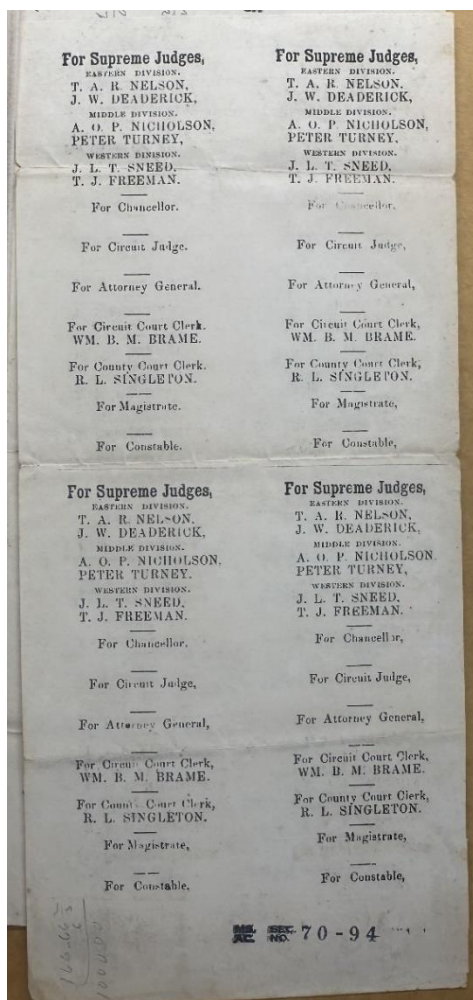 For Supreme Judges,
EASTERN DIVISION.
T. A. R. NELSON,
J. W. DEADERICK,
MIDDLE DIVISION.
A. O. P. NICHOLSON,
PETER TURNEY,
WESTERN DIVISION.
J. L. T. SNEED,
T. J. FREEMAN.
For Chancellor.
For Circuit Judge.
For Attorney General.
For Circuit Court Clerk.
WM. B. M. BRAME.
For County Court Clerk.
R. L. SINGLETON.
For Magistrate.
For Constable.
For Supreme Judges,
EASTERN DIVISION.
T. A. R. NELSON.
J. W. DEADERICK,
MIDDLE DIVISION.
A. O. P. NICHOLSON,
PETER TURNEY,
WESTERN DIVISION.
J. L. T. SNEED
T. J. FREEMAN.
For Chancellor,
For Circuit Judge,
For Attorney General,
For Circuit Court Clerk,
WM. B. M. BRAME.
For County Court Clerk,
R. L. SINGLETON.
For Magistrate,
For Constable,
For Supreme Judges,
EASTERN DIVISION.
T. A. R. NELSON,
J. W. DEADERICK,
MIDDLE DIVISION.
A. O. P. NICHOLSON,
PETER TURNEY.
WESTERN DIVISION.
J. L. T. SNEED,
T. J. FREEMAN.
For Chancellor.
For Circuit Judge,
For Attorney General,
For Circuit Court Clerk,
WM. B. M. BRAME.
For County Court Clerk,
R. L. SINGLETON.
For Magistrate,
For Constable,
For Supreme Judges,
EASTERN DIVISION.
T. A. R. NELSON,
J. W. DEADERICK,
MIDDLE DIVISION.
A. O. P. NICHOLSON
PETER TURNEY,
WESTERN DIVISION.
J. L. T. SNEED,
T. J. FREEMAN.
For Chancellor,
For Circuit Judge,
For Attorney General,
For Circuit Court Clerk,
WM. B. M. BRAME.
For County Court Clerk,
R. L. SINGLETON.
For Magistrate,
For Constable,
NO. 70-94